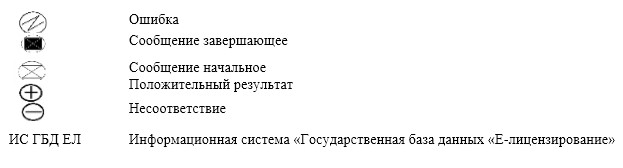 Ошибка
Сообщение завершающее
Сообщение начальное
Положительный результат
Несоответствие
ИС ГБД ЕЛ Информационная система «Государственная база данных «Е-лицензирование»